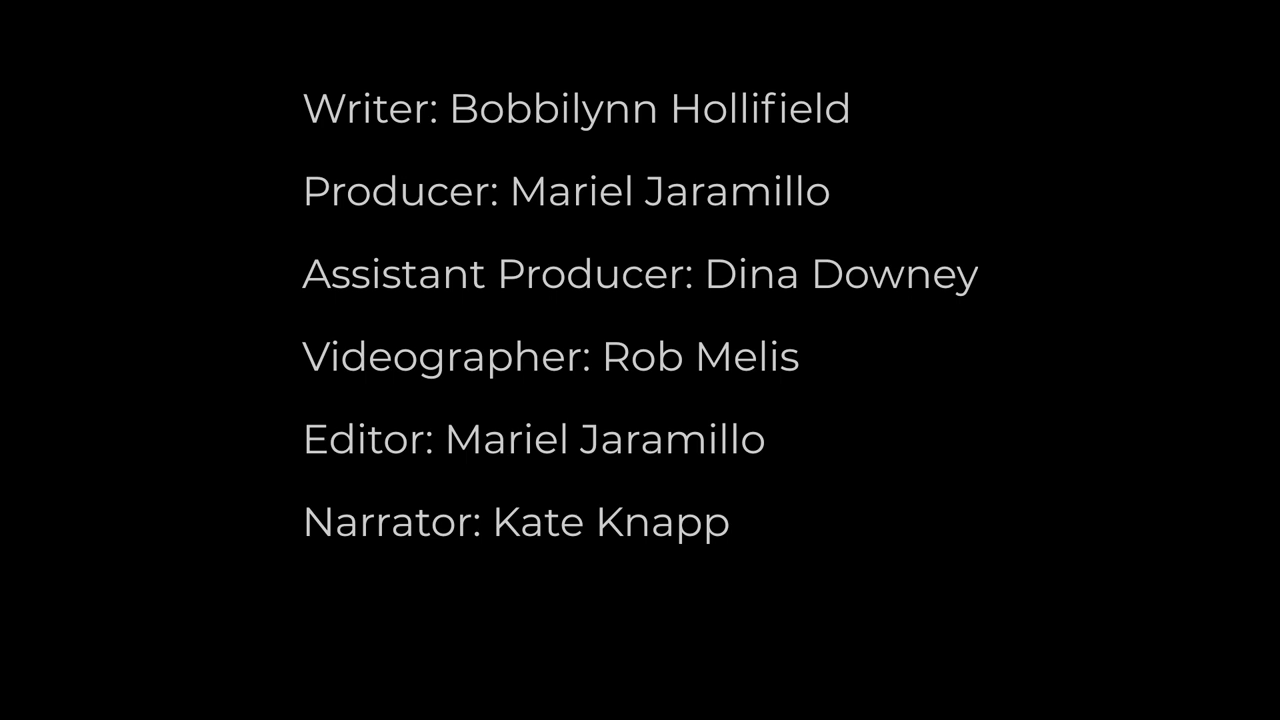 Writer: Bobbilynn Hollifield
Producer: Mariel Jaramillo
Assistant Producer: Dina Downey
Videographer: Rob Melis
Editor: Mariel Jaramillo
Narrator: Kate Knapp